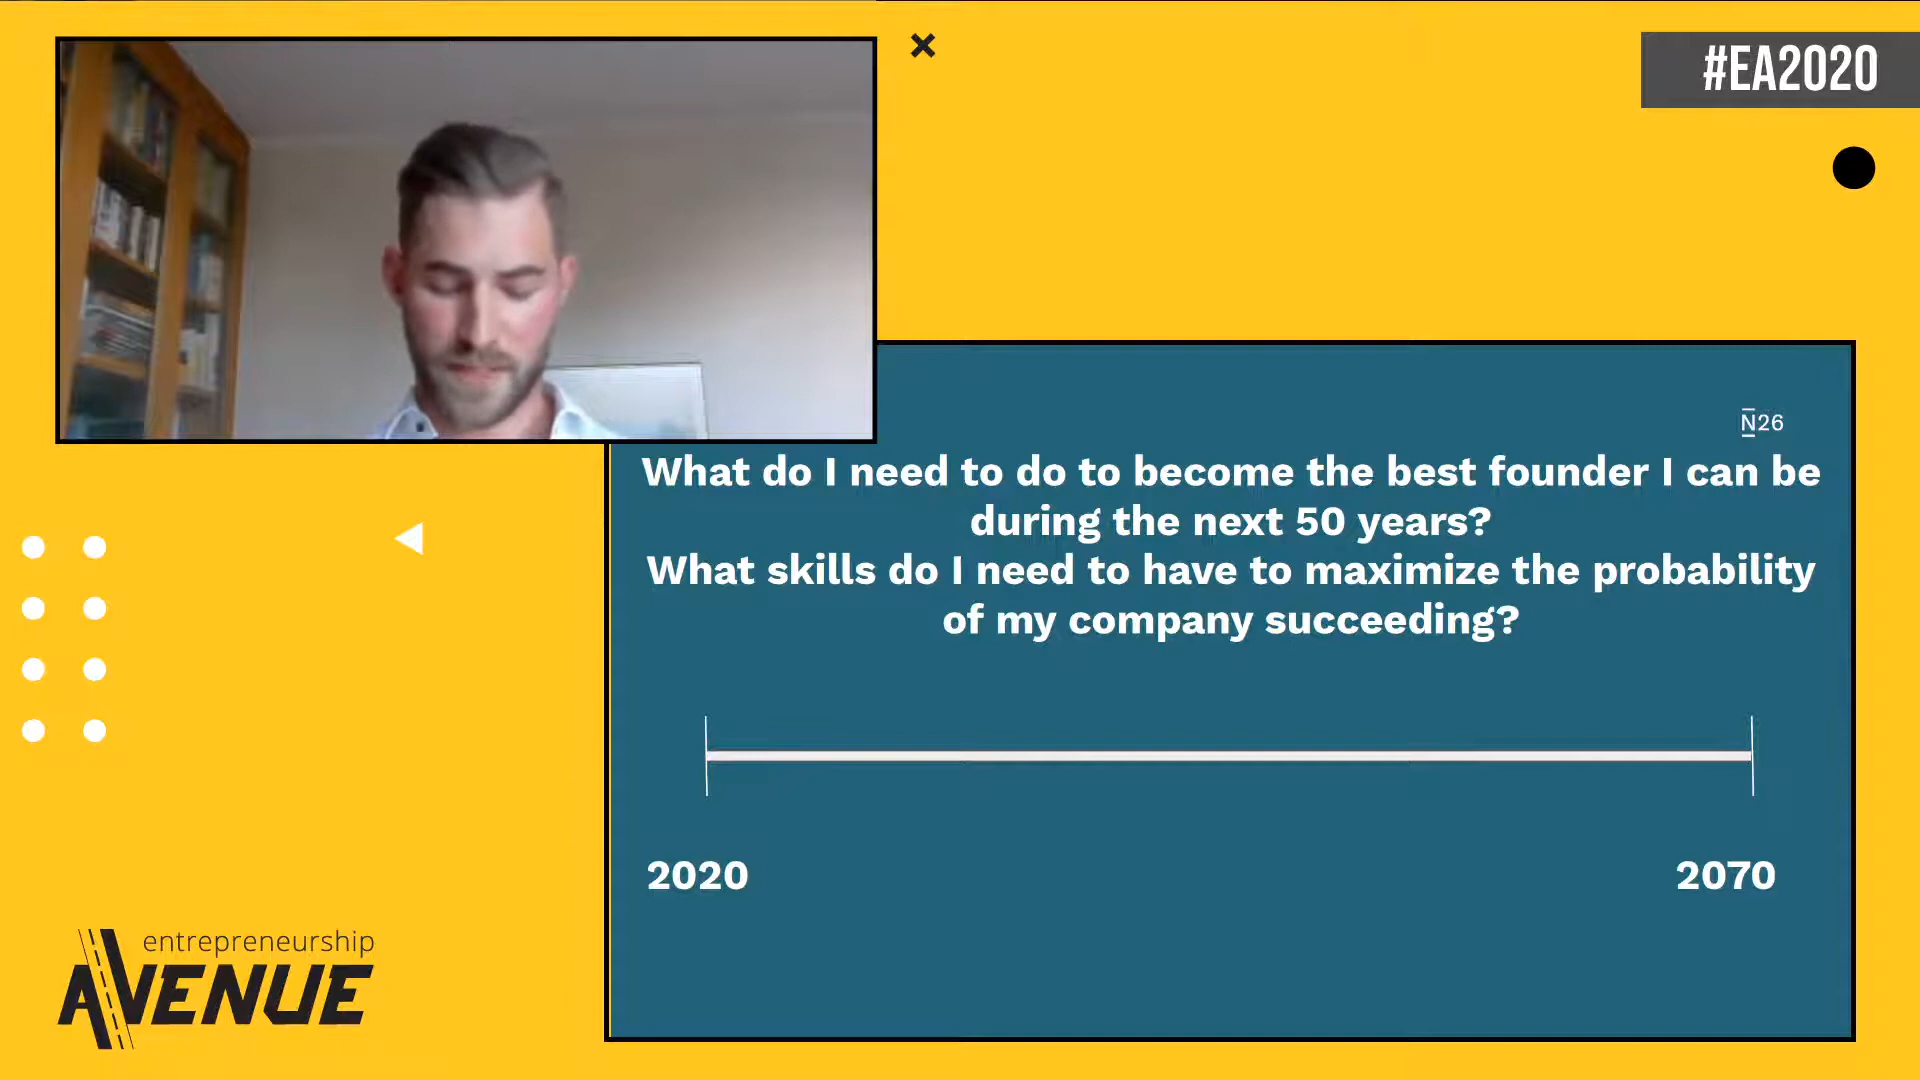 #EA2020
N26
What do I need to do to become the best founder I can be
during the next 50 years?
What skills do I need to have to maximize the probability
of my company succeeding?
2020
2070
entrepreneurship
AVENUE